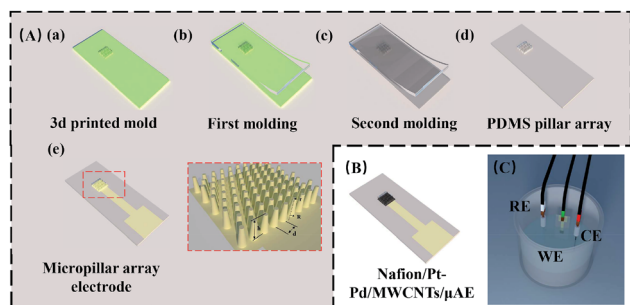 (A) (a)
(b)
(c)
(d)
3d printed mold
First molding
Second molding
PDMS pillar array
(e)
Micropillar array
electrode
d
(B)
Nafion/Pt-
Pd/MWCNTs/μAE
(C)
RE
CE
WE